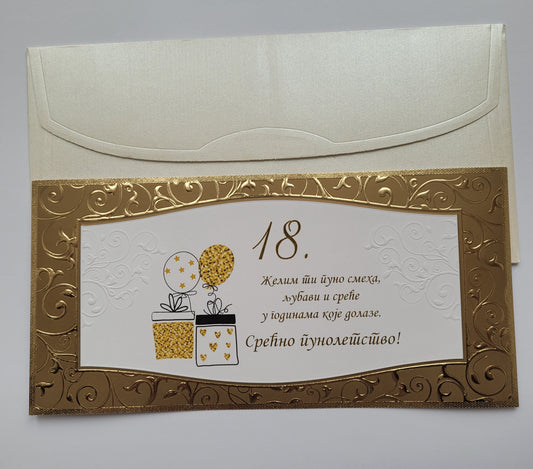 18.
Желим ти пуно смеха,
љубави и среће
у годинама које долазе.
Срећно пунолетство!